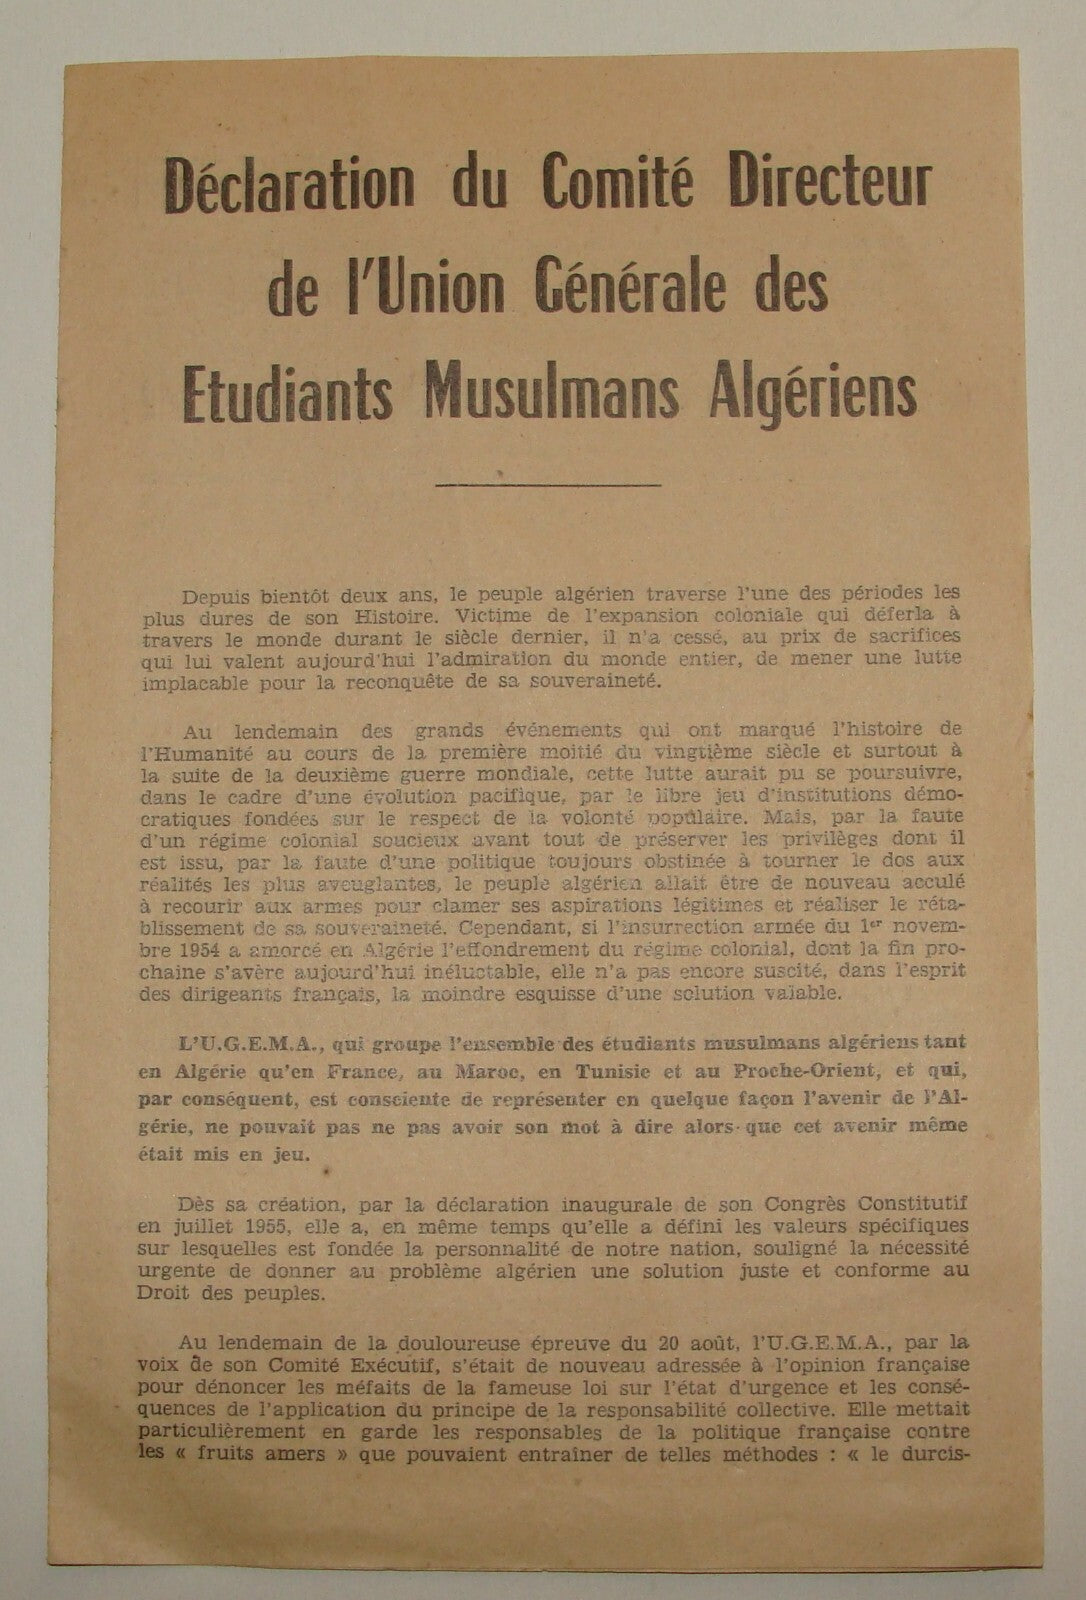 Déclaration du Comité Directeur
de l'Union Générale des
Etudiants Musulmans Algériens
Depuis bientôt deux ans, le peuple algérien traverse l'une des périodes les
plus dures de son Histoire. Victime de l'expansion coloniale qui déferla à
travers le monde durant le siècle dernier, il n'a cessé, au prix de sacrifices
qui lui valent aujourd'hui l'admiration du monde entier, de mener une lutte
implacable pour la reconquête de sa souveraineté.
Au lendemain des grands événements qui ont marqué l'histoire de
l'Humanité au cours de la première moitié du vingtième siècle et surtout à
la suite de la deuxième guerre mondiale, cette lutte aurait pu se poursuivre,
dans le cadre d'une évolution pacifique, par le libre jeu d'institutions démo-
cratiques fondées sur le respect de la volonté populaire. Mais, par la faute
d'un régime colonial soucieux avant tout de préserver les privilèges dont il
est issu, par la faute d'une politique toujours obstinée à tourner le dos aux
réalités les plus aveuglantes, le peuple algérien allait être de nouveau acculé
à recourir aux armes pour clamer ses aspirations légitimes et réaliser le réta-
blissement de sa souveraineté. Cependant, si l'insurrection armée du 1er novem-
bre 1954 a amorcé en Algérie l'effondrement du régime colonial, dont la fin pro-
chaine s'avère aujourd'hui inéluctable, elle n'a pas encore suscité, dans l'esprit
des dirigeants français, la moindre esquisse d'une solution valable.
L'U.G.E.M.A., qui groupe l'ensemble des étudiants musulmans algériens tant
en Algérie qu'en France, au Maroc, en Tunisie et au Proche-Orient, et qui,
par conséquent, est consciente de représenter en quelque façon l'avenir de l'Al-
gérie, ne pouvait pas ne pas avoir son mot à dire alors que cet avenir même
était mis en jeu.
Dès sa création, par la déclaration inaugurale de son Congrès Constitutif
en juillet 1955, elle a, en même temps qu'elle a défini les valeurs spécifiques
sur lesquelles est fondée la personnalité de notre nation, souligné la nécessité
urgente de donner au problème algérien une solution juste et conforme au
Droit des peuples.
Au lendemain de la douloureuse épreuve du 20 août, l'U.G.E.M.A., par la
voix de son Comité Exécutif, s'était de nouveau adressée à l'opinion française
pour dénoncer les méfaits de la fameuse loi sur l'état d'urgence et les consé-
quences de l'application du principe de la responsabilité collective. Elle mettait
particulièrement en garde les responsables de la politique française contre
les « fruits amers » que pouvaient entraîner de telles méthodes : « le durcis-